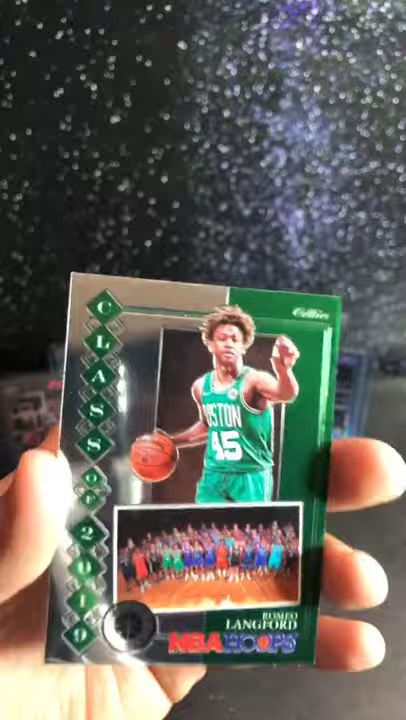 Celtics
CLASS OF 2019
BOSTON
45
ROMEO
LANGFORD
NBA HOOPS